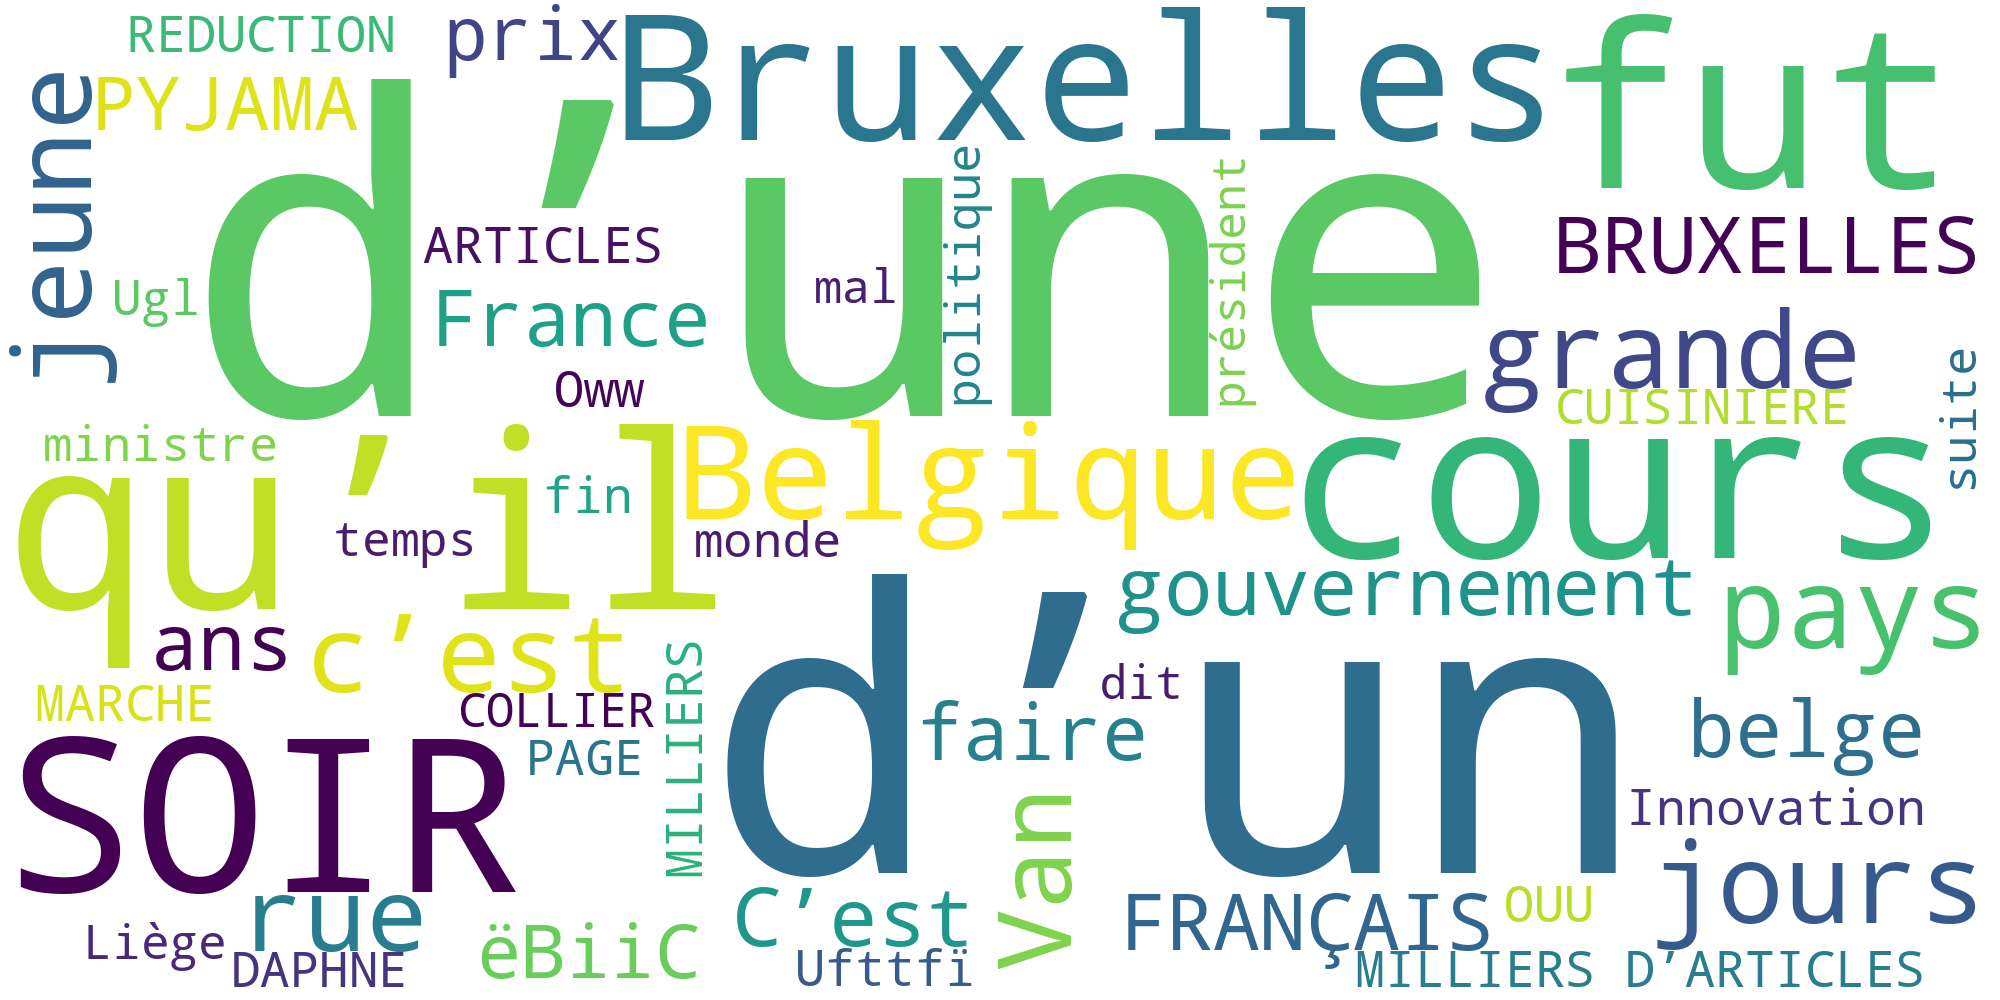 REDUCTION
prix
Bruxelles
fut
PYJAMA
jeune
d’une
politique
président
BRUXELLES
ARTICLES
Ugl
mal
France
grande
Oww
CUISINIERE
suite
ministre
qu’il
fin
Belgique
cours
temps
monde
gouvernement
pays
ans
c’est
MILLIERS
d’un
dit
MARCHE
COLLIER
faire
belge
SOIR
PAGE
Van
Innovation
jours
rue
C’est
FRANÇAIS
OUU
Liège
ëBiiC
DAPHNE
Ufttfï
MILLIERS D’ARTICLES